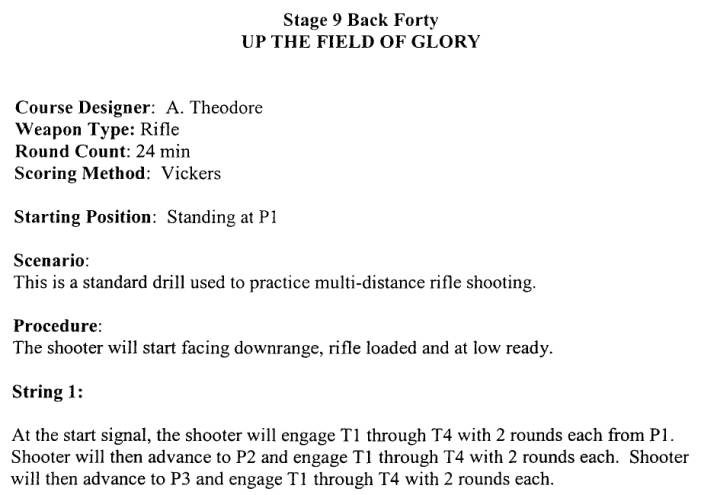 Stage 9 Back Forty
UP THE FIELD OF GLORY
Course Designer: A. Theodore
Weapon Type: Rifle
Round Count: 24 min
Scoring Method: Vickers
Starting Position: Standing at P1
Scenario:
This is a standard drill used to practice multi-distance rifle shooting.
Procedure:
The shooter will start facing downrange, rifle loaded and at low ready.
String 1:
At the start signal, the shooter will engage T1 through T4 with 2 rounds each from P1.
Shooter will then advance to P2 and engage T1 through T4 with 2 rounds each. Shooter
will then advance to P3 and engage T1 through T4 with 2 rounds each.